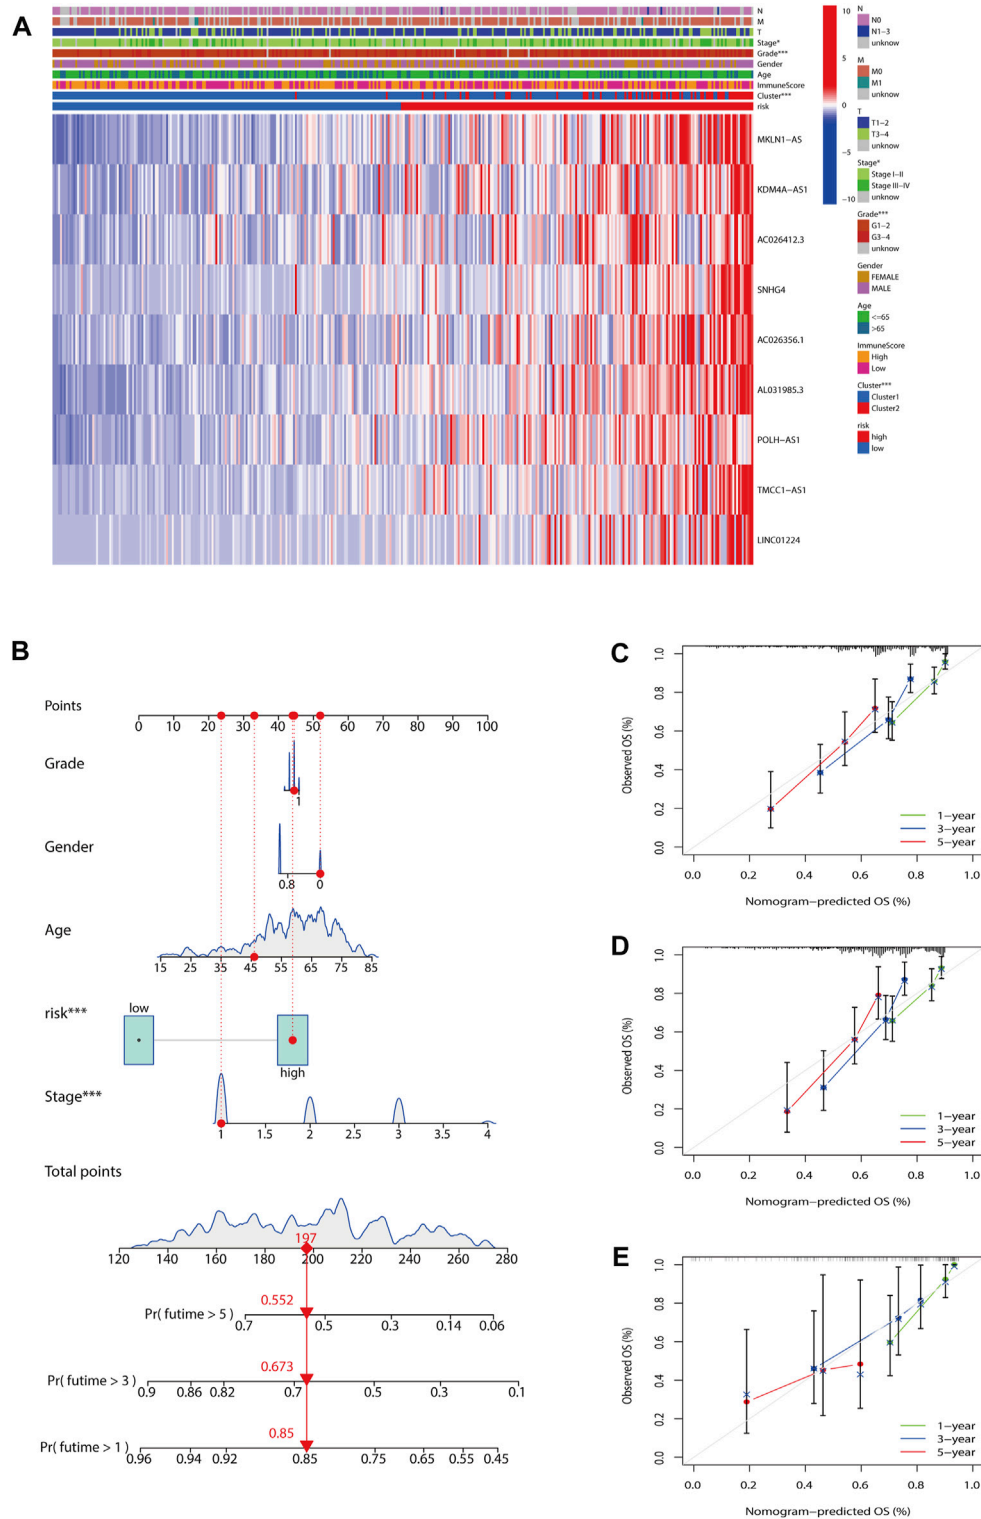 A
N
M
T
Stage*
Grade***
Gender
Age
ImmuneScore
Cluster***
risk
MKLN1−AS
KDM4A−AS1
AC026412.3
SNHG4
AC026356.1
AL031985.3
POLH−AS1
TMCC1−AS1
LINC01224
10
5
0
−5
−10
N
N0
N1−3
unknow
M
M0
M1
unknow
T
T1−2
T3−4
unknow
Stage*
Stage I−II
Stage III−IV
unknow
Grade***
G1−2
G3−4
unknow
Gender
FEMALE
MALE
Age
<=65
>65
ImmuneScore
High
Low
Cluster***
Cluster1
Cluster2
risk
high
low
B
Points
0 10 20 30 40 50 60 70 80 90 100
Grade
1
Gender
0.8 0
Age
15 25 35 45 55 65 75 85
risk***
low
high
Stage***
1 1.5 2 2.5 3 3.5 4
Total points
197
120 140 160 180 200 220 240 260 280
0.552
Pr( futime > 5)
0.7 0.5 0.3 0.14 0.06
0.673
Pr( futime > 3)
0.9 0.86 0.82 0.7 0.5 0.3 0.1
0.85
Pr( futime > 1)
0.96 0.94 0.92 0.85 0.75 0.65 0.55 0.45
C
Observed OS (%)
1.0
0.8
0.6
0.4
0.2
0.0
1−year
3−year
5−year
0.0 0.2 0.4 0.6 0.8 1.0
Nomogram−predicted OS (%)
D
Observed OS (%)
1.0
0.8
0.6
0.4
0.2
0.0
1−year
3−year
5−year
0.0 0.2 0.4 0.6 0.8 1.0
Nomogram−predicted OS (%)
E
Observed OS (%)
1.0
0.8
0.6
0.4
0.2
0.0
1−year
3−year
5−year
0.0 0.2 0.4 0.6 0.8 1.0
Nomogram−predicted OS (%)